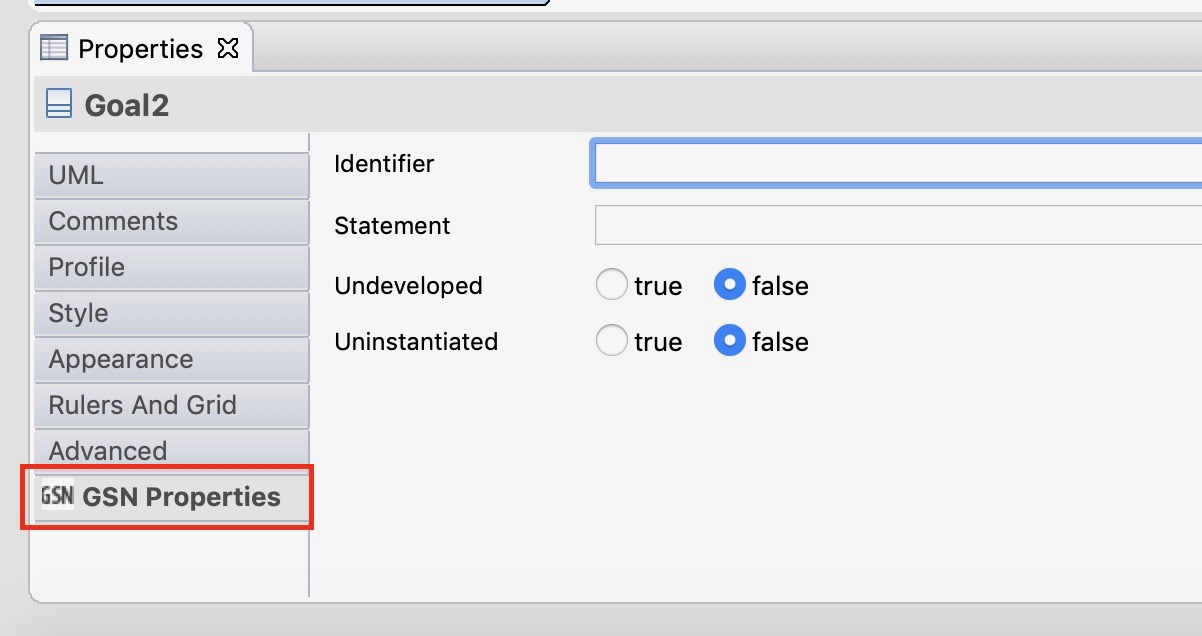 Properties
Goal2
UML
Comments
Profile
Style
Appearance
Rulers And Grid
Advanced
GSN GSN Properties
Identifier
Statement
Undeveloped true false
Uninstantiated true false